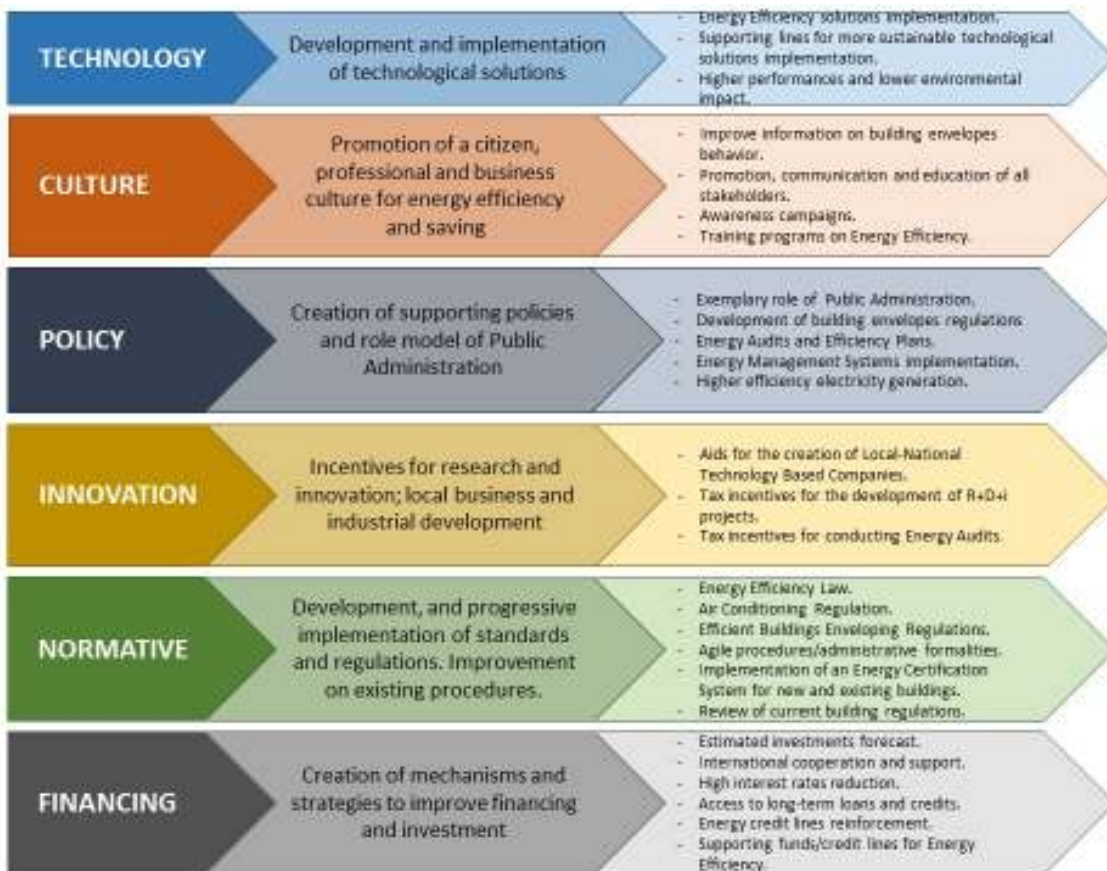 TECHNOLOGY
Development and implementation
of technological solutions
- Energy Efficiency solutions implementation.
- Supporting lines for more sustainable technological
solutions implementation.
- Higher performances and lower environmental
impact.
CULTURE
Promotion of a citizen,
professional and business
culture for energy efficiency
and saving
- Improve information on building envelopes
behavior.
- Promotion, communication and education of all
stakeholders.
- Awareness campaigns.
- Training programs on Energy Efficiency.
POLICY
Creation of supporting policies
and role model of Public
Administration
- Exemplary role of Public Administration.
- Development of building envelopes regulations
- Energy Audits and Efficiency Plans.
- Energy Management Systems implementation.
- Higher efficiency electricity generation.
INNOVATION
Incentives for research and
innovation; local business and
industrial development
- Aids for the creation of Local-National
Technology Based Companies.
- Tax incentives for the development of R+D+i
projects.
- Tax incentives for conducting Energy Audits.
NORMATIVE
Development, and progressive
implementation of standards
and regulations. Improvement
on existing procedures.
- Energy Efficiency Law.
- Air Conditioning Regulation.
- Efficient Buildings Enveloping Regulations.
- Agile procedures/administrative formalities.
- Implementation of an Energy Certification
System for new and existing buildings.
- Review of current building regulations.
FINANCING
Creation of mechanisms and
strategies to improve financing
and investment
- Estimated investments forecast.
- International cooperation and support.
- High interest rates reduction.
- Access to long-term loans and credits.
- Energy credit lines reinforcement.
- Supporting funds/credit lines for Energy
Efficiency.